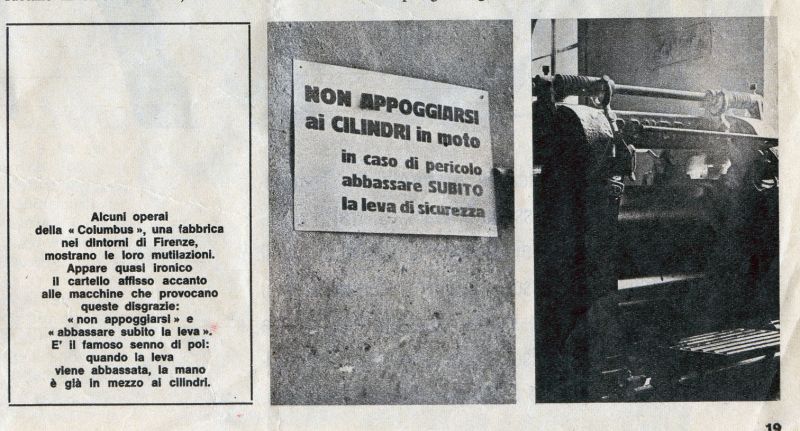 Alcuni operai
della « Columbus », una fabbrica
nei dintorni di Firenze,
mostrano le loro mutilazioni.
Appare quasi ironico
il cartello affisso accanto
alle macchine che provocano
queste disgrazie:
« non appoggiarsi » e
« abbassare subito la leva ».
E' il famoso senno di poi:
quando la leva
viene abbassata, la mano
è già in mezzo ai cilindri.
NON APPOGGIARSI
ai CILINDRI in moto
in caso di pericolo
abbassare SUBITO
la leva di sicurezza
19